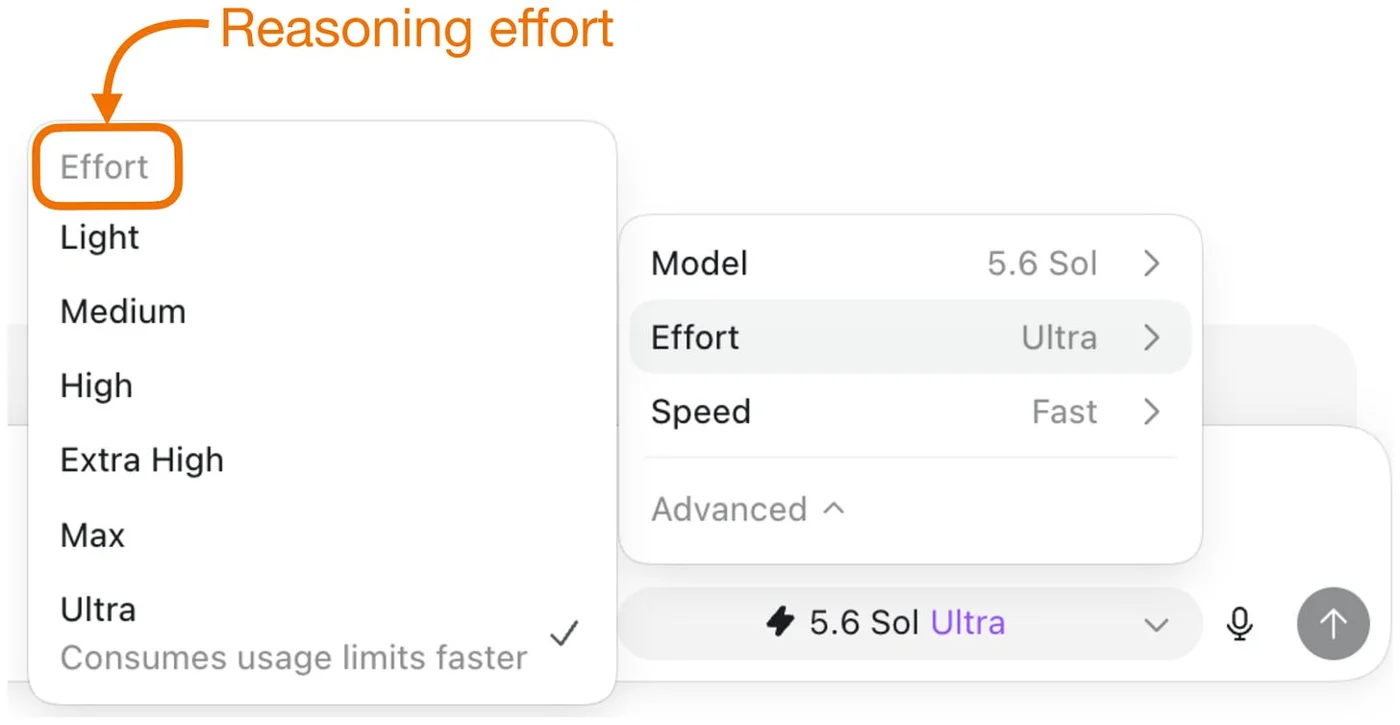 Reasoning effort
Effort
Light
Medium
High
Extra High
Max
Ultra
Consumes usage limits faster
Model 5.6 Sol
Effort Ultra
Speed Fast
Advanced
5.6 Sol Ultra